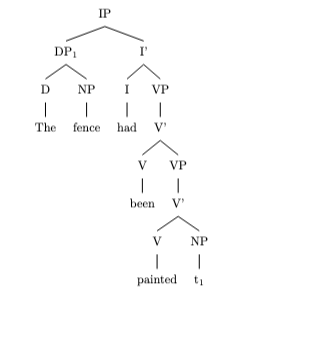 IP
DP₁ I'
D NP I VP
The fence had V'
V VP
been V'
V NP
painted t₁